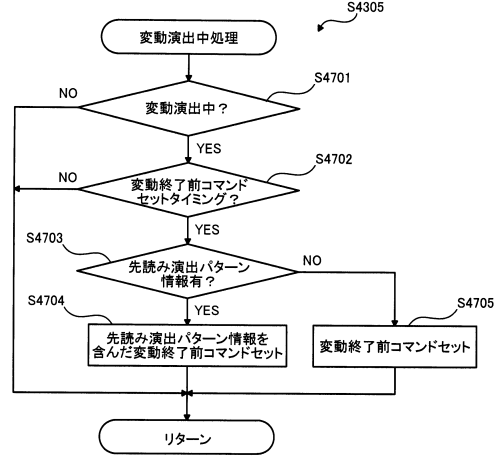 S4305
変動演出中処理
S4701
NO
変動演出中？
YES
S4702
NO
変動終了前コマンド
セットタイミング？
YES
S4703
NO
先読み演出パターン
情報有？
YES
S4704
S4705
先読み演出パターン情報を
含んだ変動終了前コマンドセット
変動終了前コマンドセット
リターン